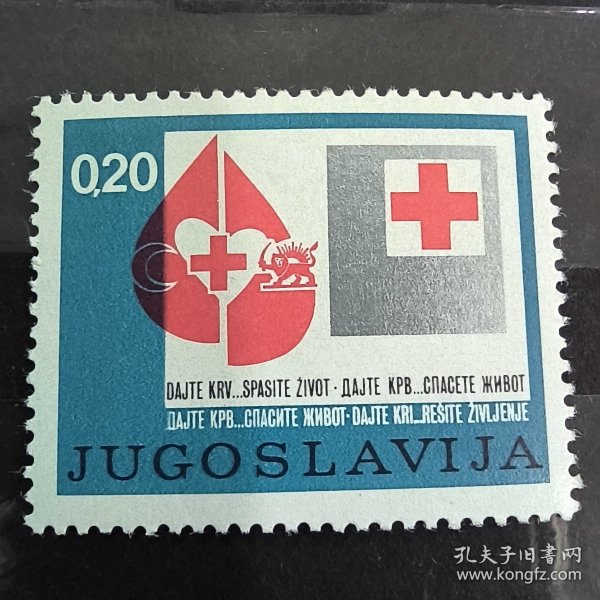 0,20
DAJTE KRV...SPASITE ŽIVOT · ДАЈТЕ КРВ...СПАСЕТЕ ЖИВОТ
ДАЈТЕ КРВ...СПАСИТЕ ЖИВОТ · DAJTE KRI...REŠITE ŽIVLJENJE
JUGOSLAVIJA
孔夫子旧书网
www.kongfz.com